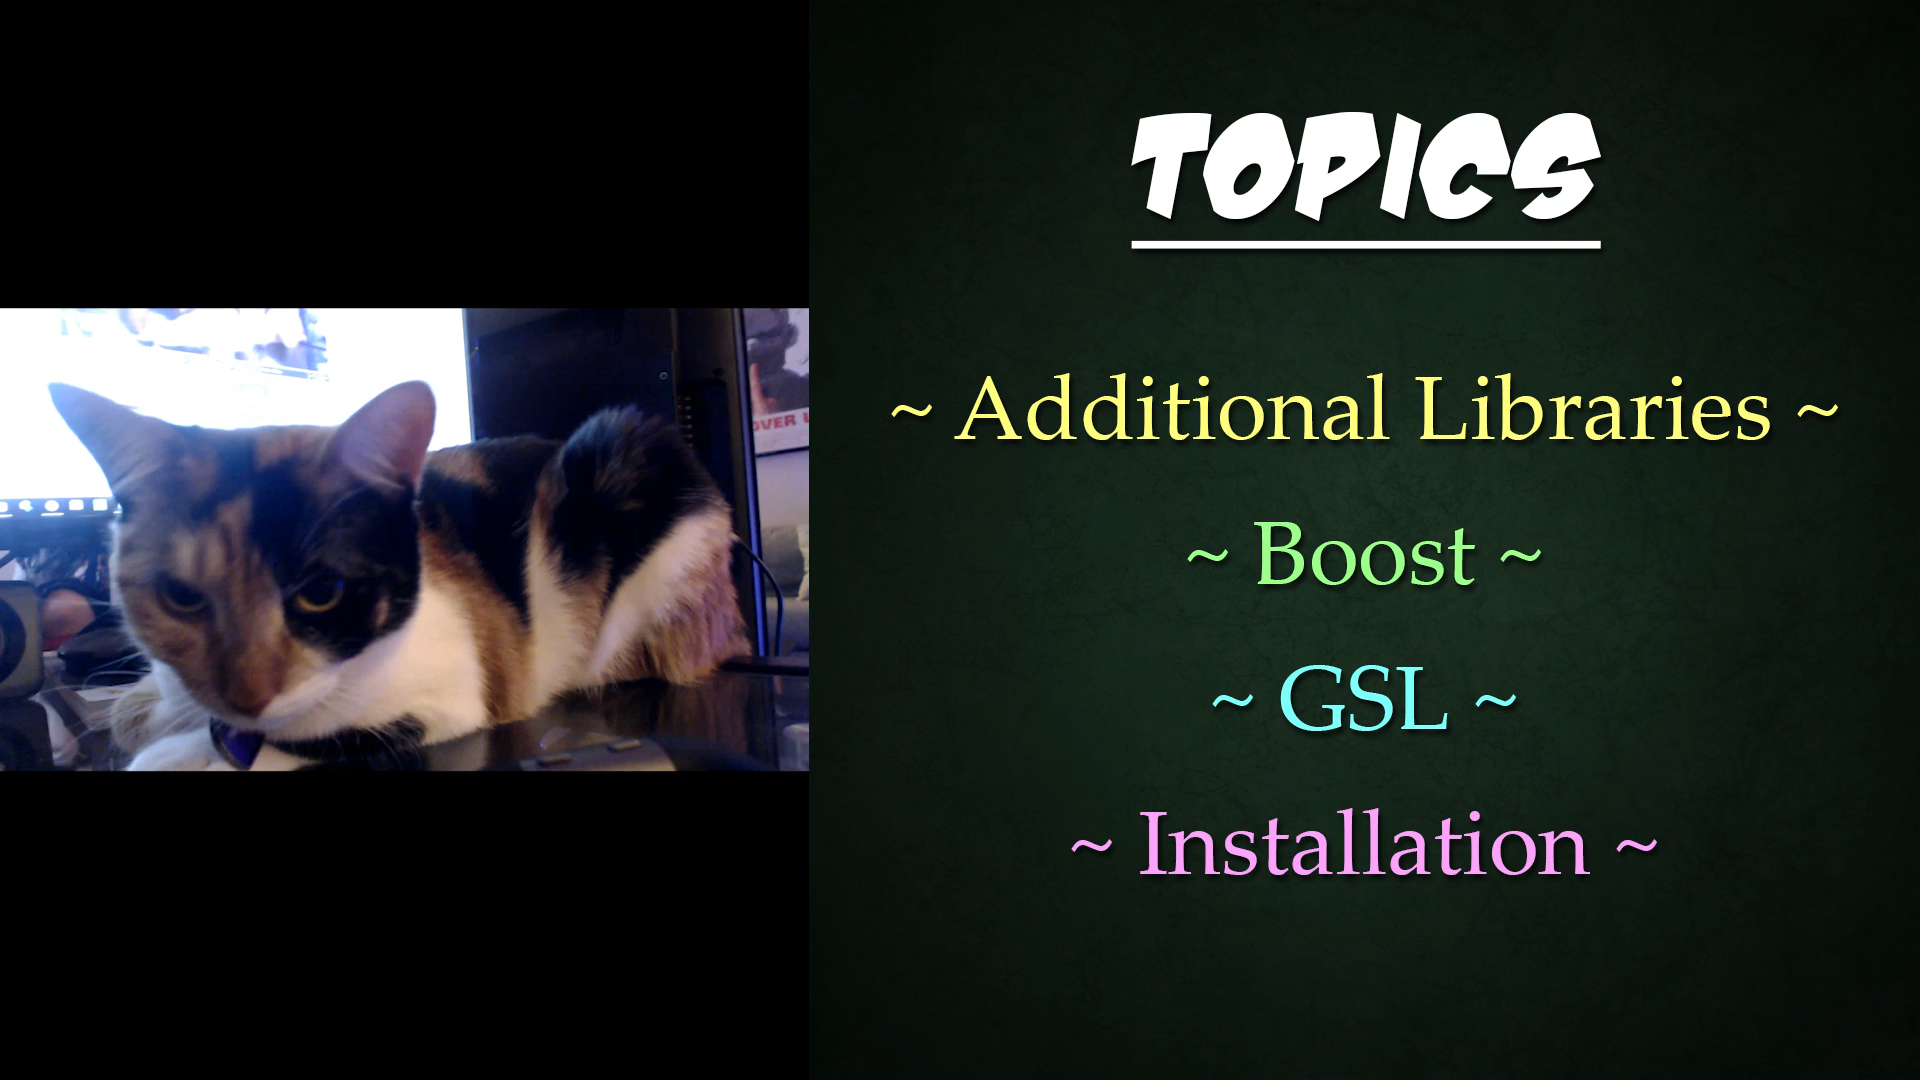 TOPICS
~ Additional Libraries ~
~ Boost ~
~ GSL ~
~ Installation ~